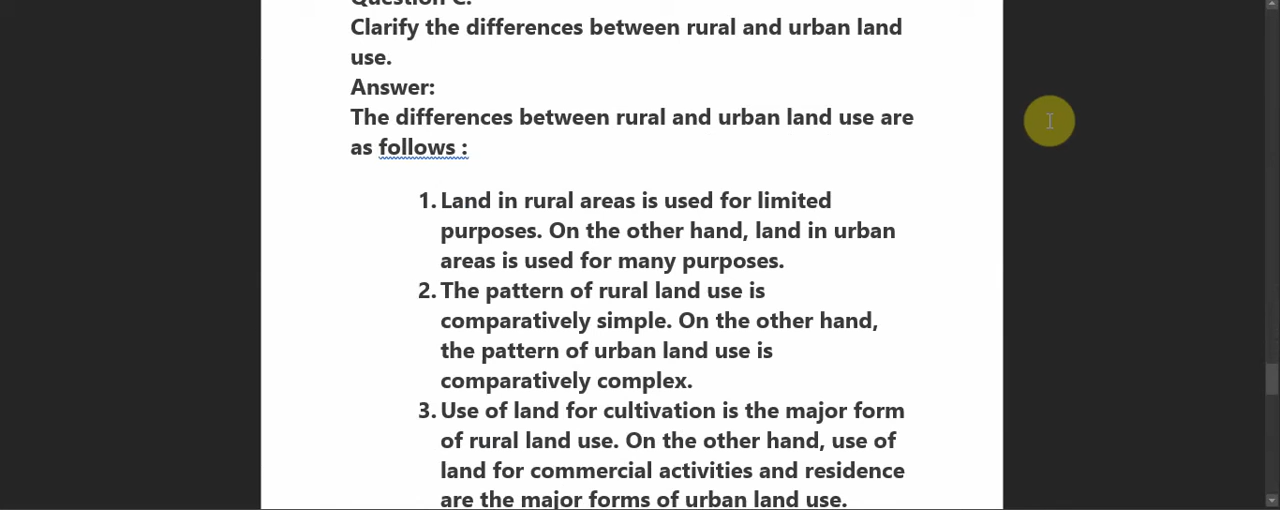 Question C.
Clarify the differences between rural and urban land
use.
Answer:
The differences between rural and urban land use are
as follows :
1. Land in rural areas is used for limited
purposes. On the other hand, land in urban
areas is used for many purposes.
2. The pattern of rural land use is
comparatively simple. On the other hand,
the pattern of urban land use is
comparatively complex.
3. Use of land for cultivation is the major form
of rural land use. On the other hand, use of
land for commercial activities and residence
are the major forms of urban land use.